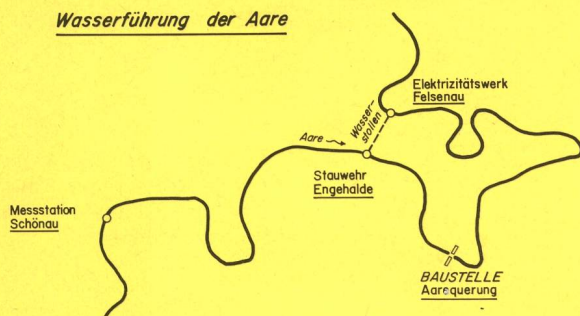 Wasserführung der Aare
Elektrizitätswerk
Felsenau
Wasser-
stollen
Aare
Stauwehr
Engehalde
Messstation
Schönau
BAUSTELLE
Aarequerung